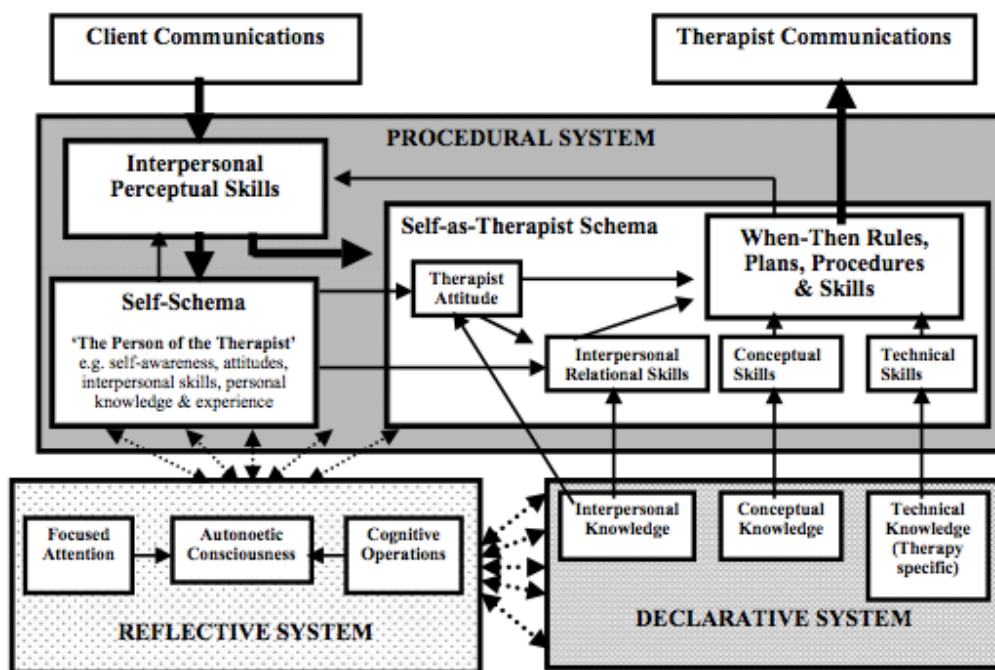 Client Communications
Therapist Communications
PROCEDURAL SYSTEM
Interpersonal
Perceptual Skills
Self-as-Therapist Schema
When-Then Rules,
Plans, Procedures
& Skills
Therapist
Attitude
Self-Schema
‘The Person of the Therapist’
e.g. self-awareness, attitudes,
interpersonal skills, personal
knowledge & experience
Interpersonal
Relational Skills
Conceptual
Skills
Technical
Skills
Focused
Attention
Autonoetic
Consciousness
Cognitive
Operations
REFLECTIVE SYSTEM
Interpersonal
Knowledge
Conceptual
Knowledge
Technical
Knowledge
(Therapy
specific)
DECLARATIVE SYSTEM